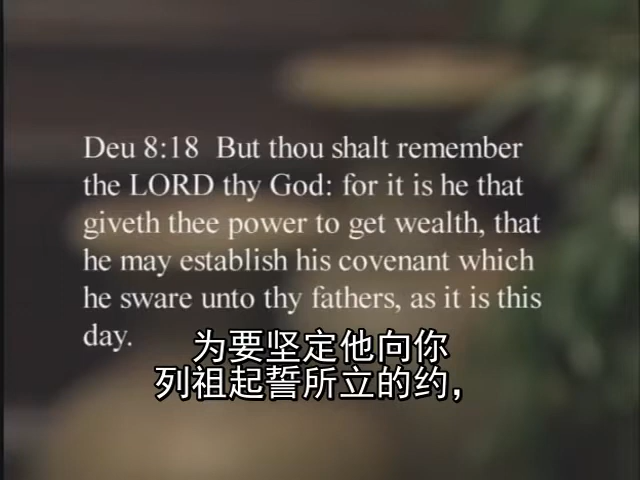 Deu 8:18  But thou shalt remember
the LORD thy God: for it is he that
giveth thee power to get wealth, that
he may establish his covenant which
he sware unto thy fathers, as it is this
day.
为要坚定他向你
列祖起誓所立的约，